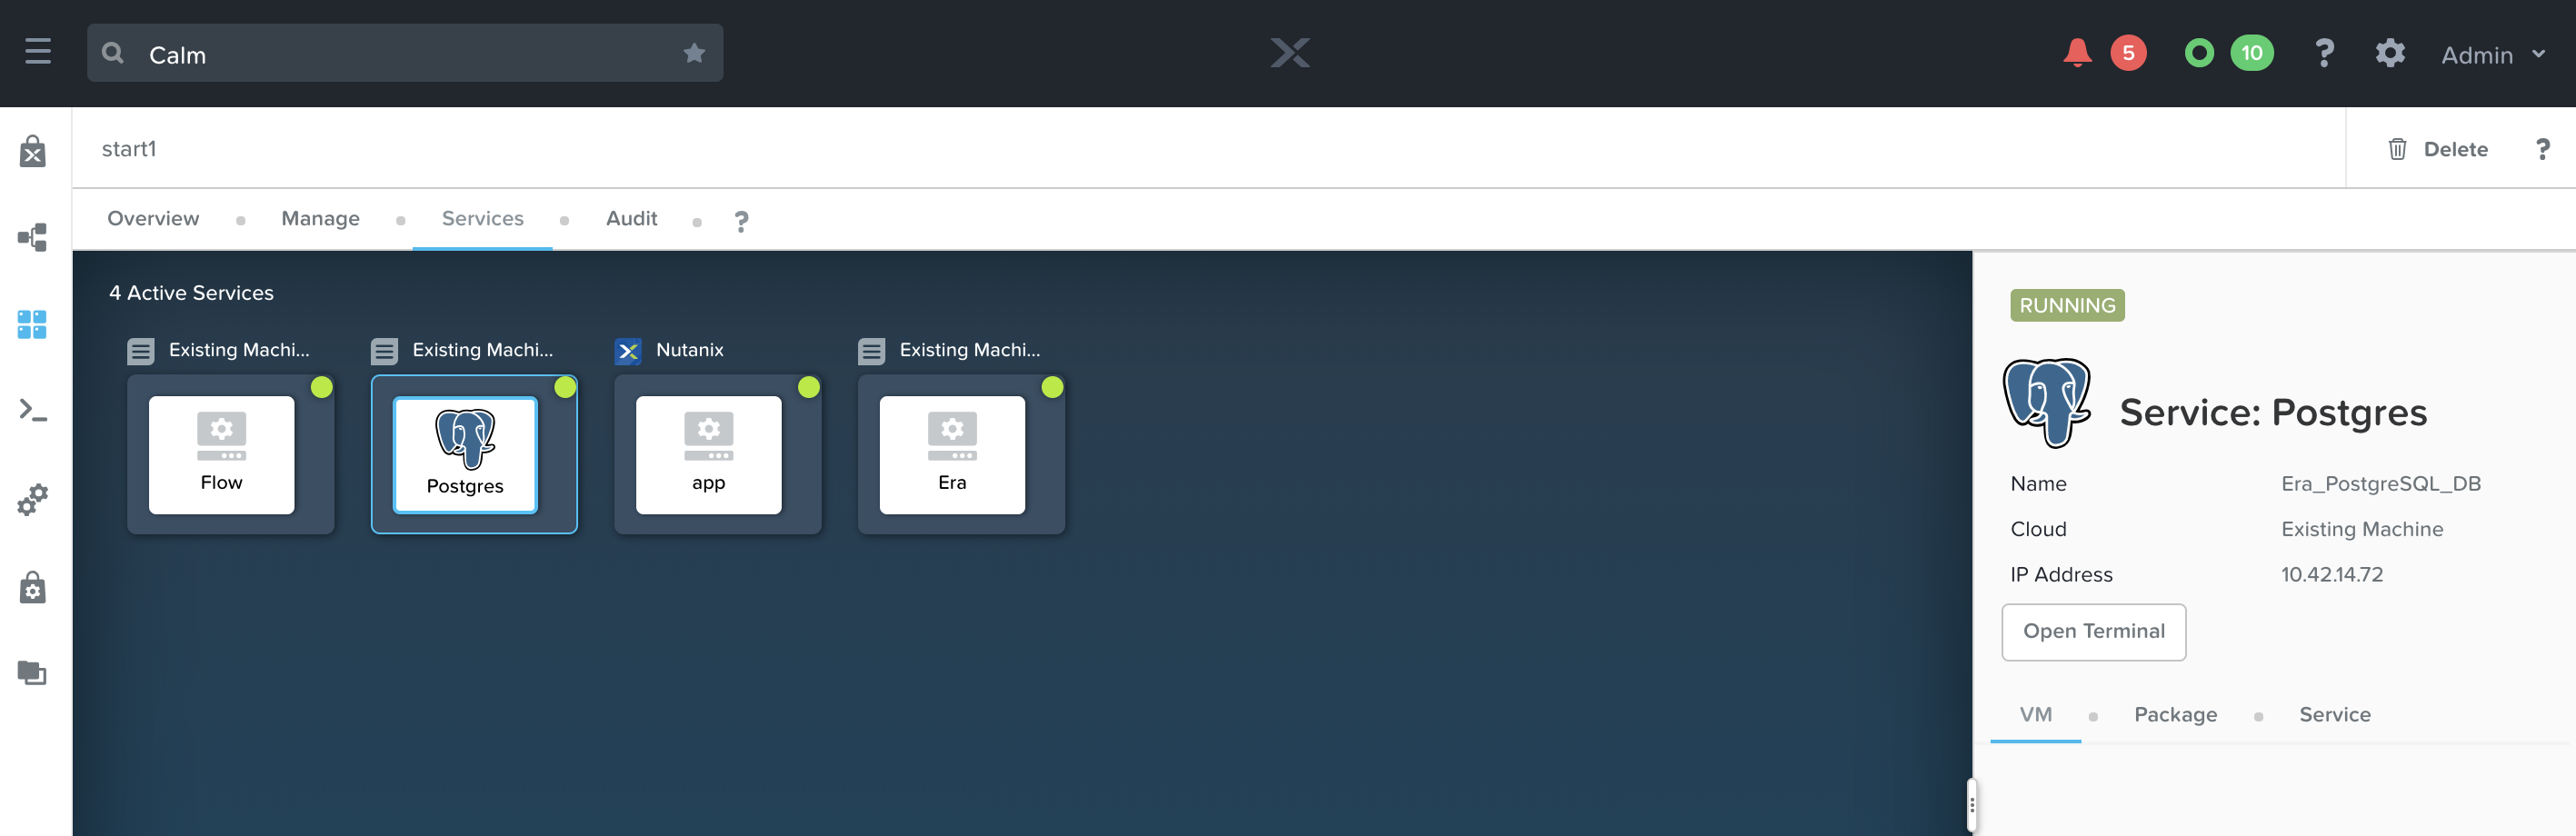 Calm
5
10
?
Admin
start1
Delete
?
Overview
Manage
Services
Audit
?
4 Active Services
Existing Machi...
Existing Machi...
Nutanix
Existing Machi...
Flow
Postgres
app
Era
RUNNING
Service: Postgres
Name Era_PostgreSQL_DB
Cloud Existing Machine
IP Address 10.42.14.72
Open Terminal
VM
Package
Service